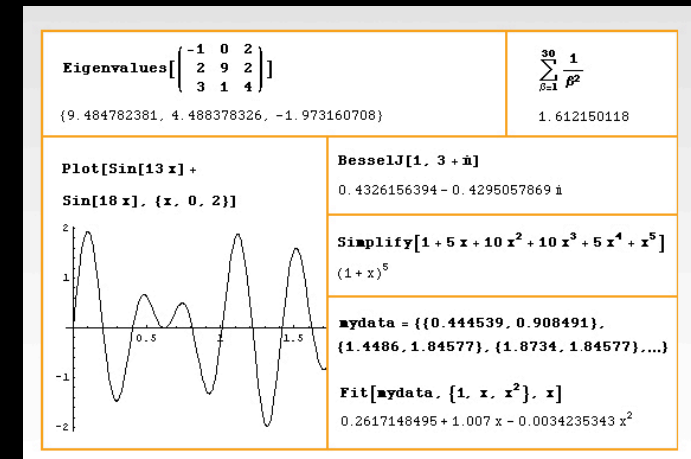 Eigenvalues[(-1 0 2
2 9 2
3 1 4)]
{9.484782381, 4.488378326, -1.973160708}
30
∑ 1/β²
β=1
1.612150118
Plot[Sin[13 x] +
Sin[18 x], {x, 0, 2}]
2
1
0.5
1
1.5
-1
-2
BesselJ[1, 3 + ⅈ]
0.4326156394 - 0.4295057869 ⅈ
Simplify[1 + 5 x + 10 x² + 10 x³ + 5 x⁴ + x⁵]
(1 + x)⁵
mydata = {{0.444539, 0.908491},
{1.4486, 1.84577}, {1.8734, 1.84577},...}
Fit[mydata, {1, x, x²}, x]
0.2617148495 + 1.007 x - 0.0034235343 x²